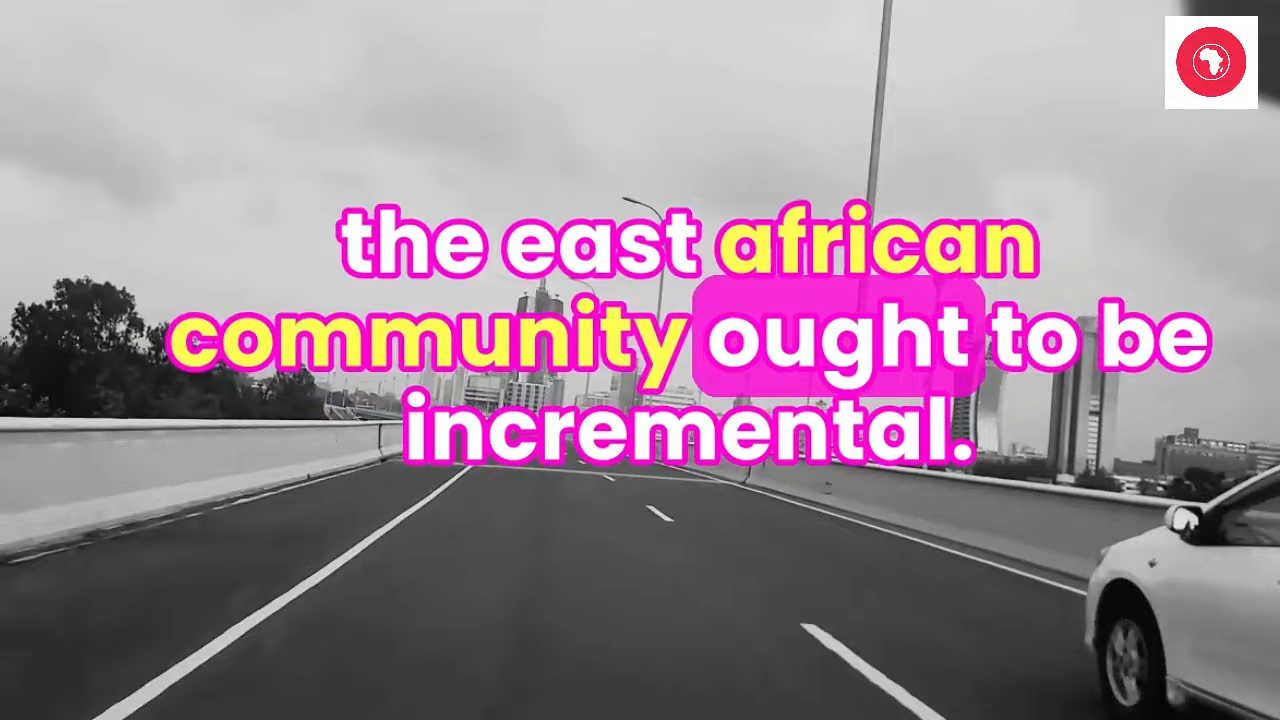 the east african
community ought to be
incremental.